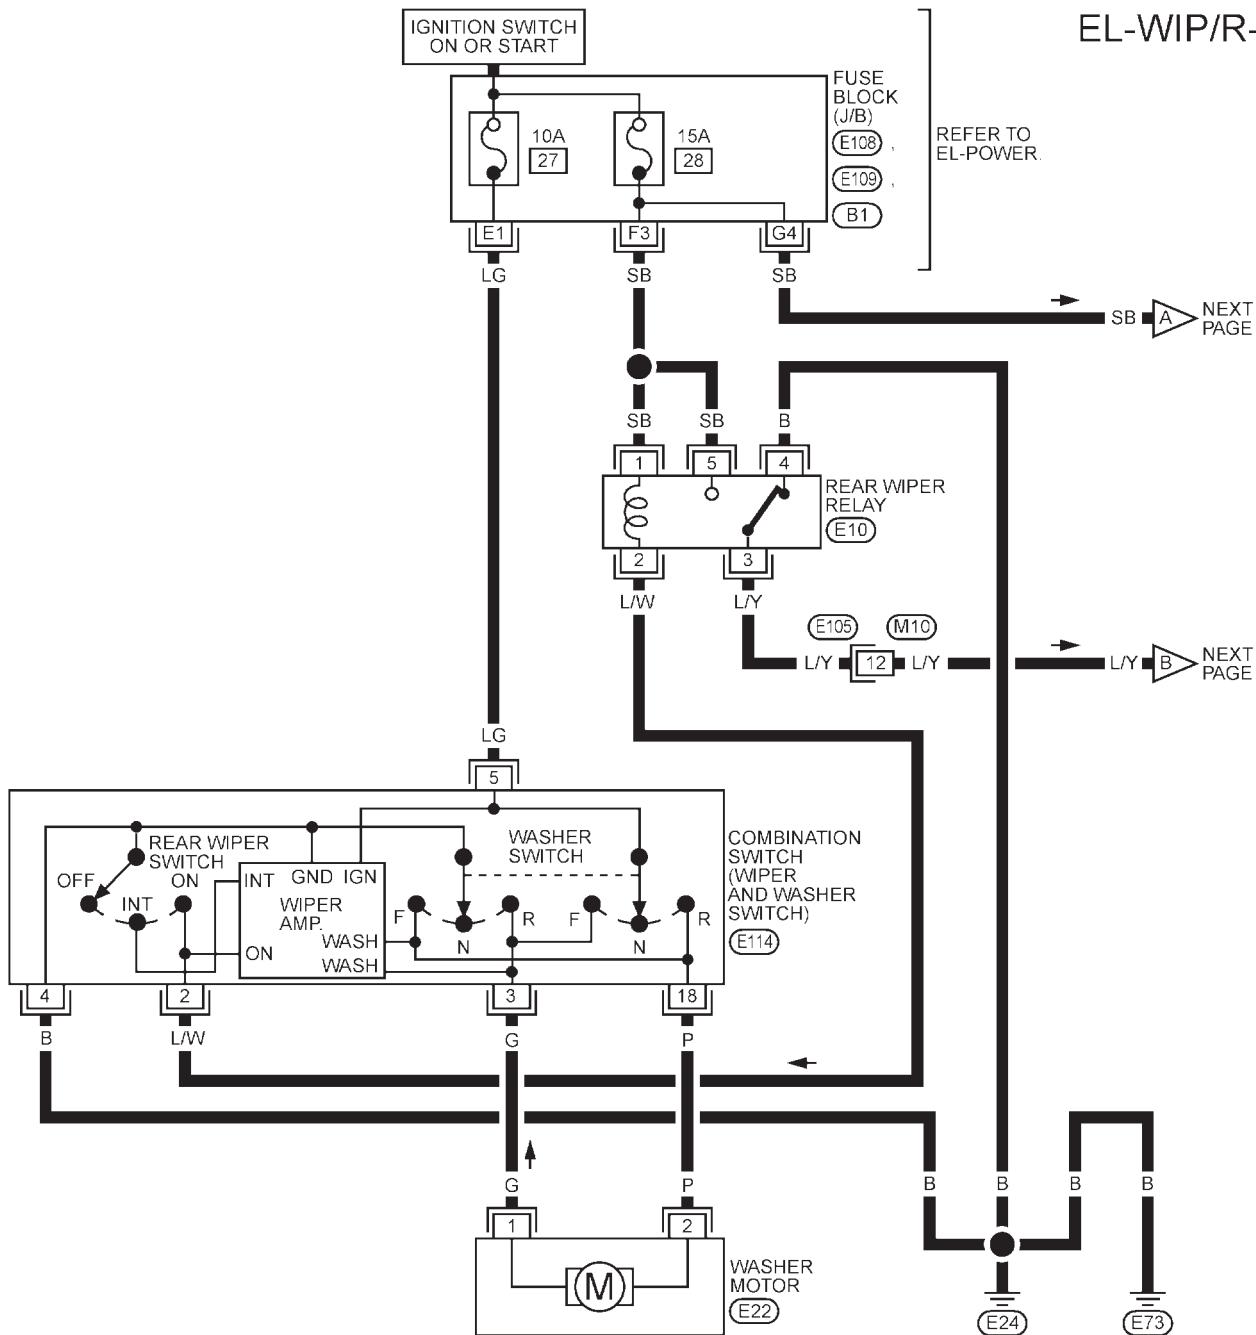 IGNITION SWITCH
ON OR START
EL-WIP/R-
FUSE
BLOCK
(J/B)
E108 ,
E109 ,
B1
REFER TO
EL-POWER.
10A
27
15A
28
E1
F3
G4
LG
SB
SB
SB
A
NEXT
PAGE
SB
SB
B
1
5
4
REAR WIPER
RELAY
E10
2
3
L/W
L/Y
E105
M10
L/Y
12
L/Y
L/Y
B
NEXT
PAGE
LG
5
REAR WIPER
SWITCH
OFF
INT
ON
INT
GND
IGN
WIPER
AMP.
ON
WASH
WASH
WASHER
SWITCH
F
N
R
F
N
R
COMBINATION
SWITCH
(WIPER
AND WASHER
SWITCH)
E114
4
2
3
18
B
L/W
G
P
G
P
B
B
B
B
1
2
M
WASHER
MOTOR
E22
E24
E73